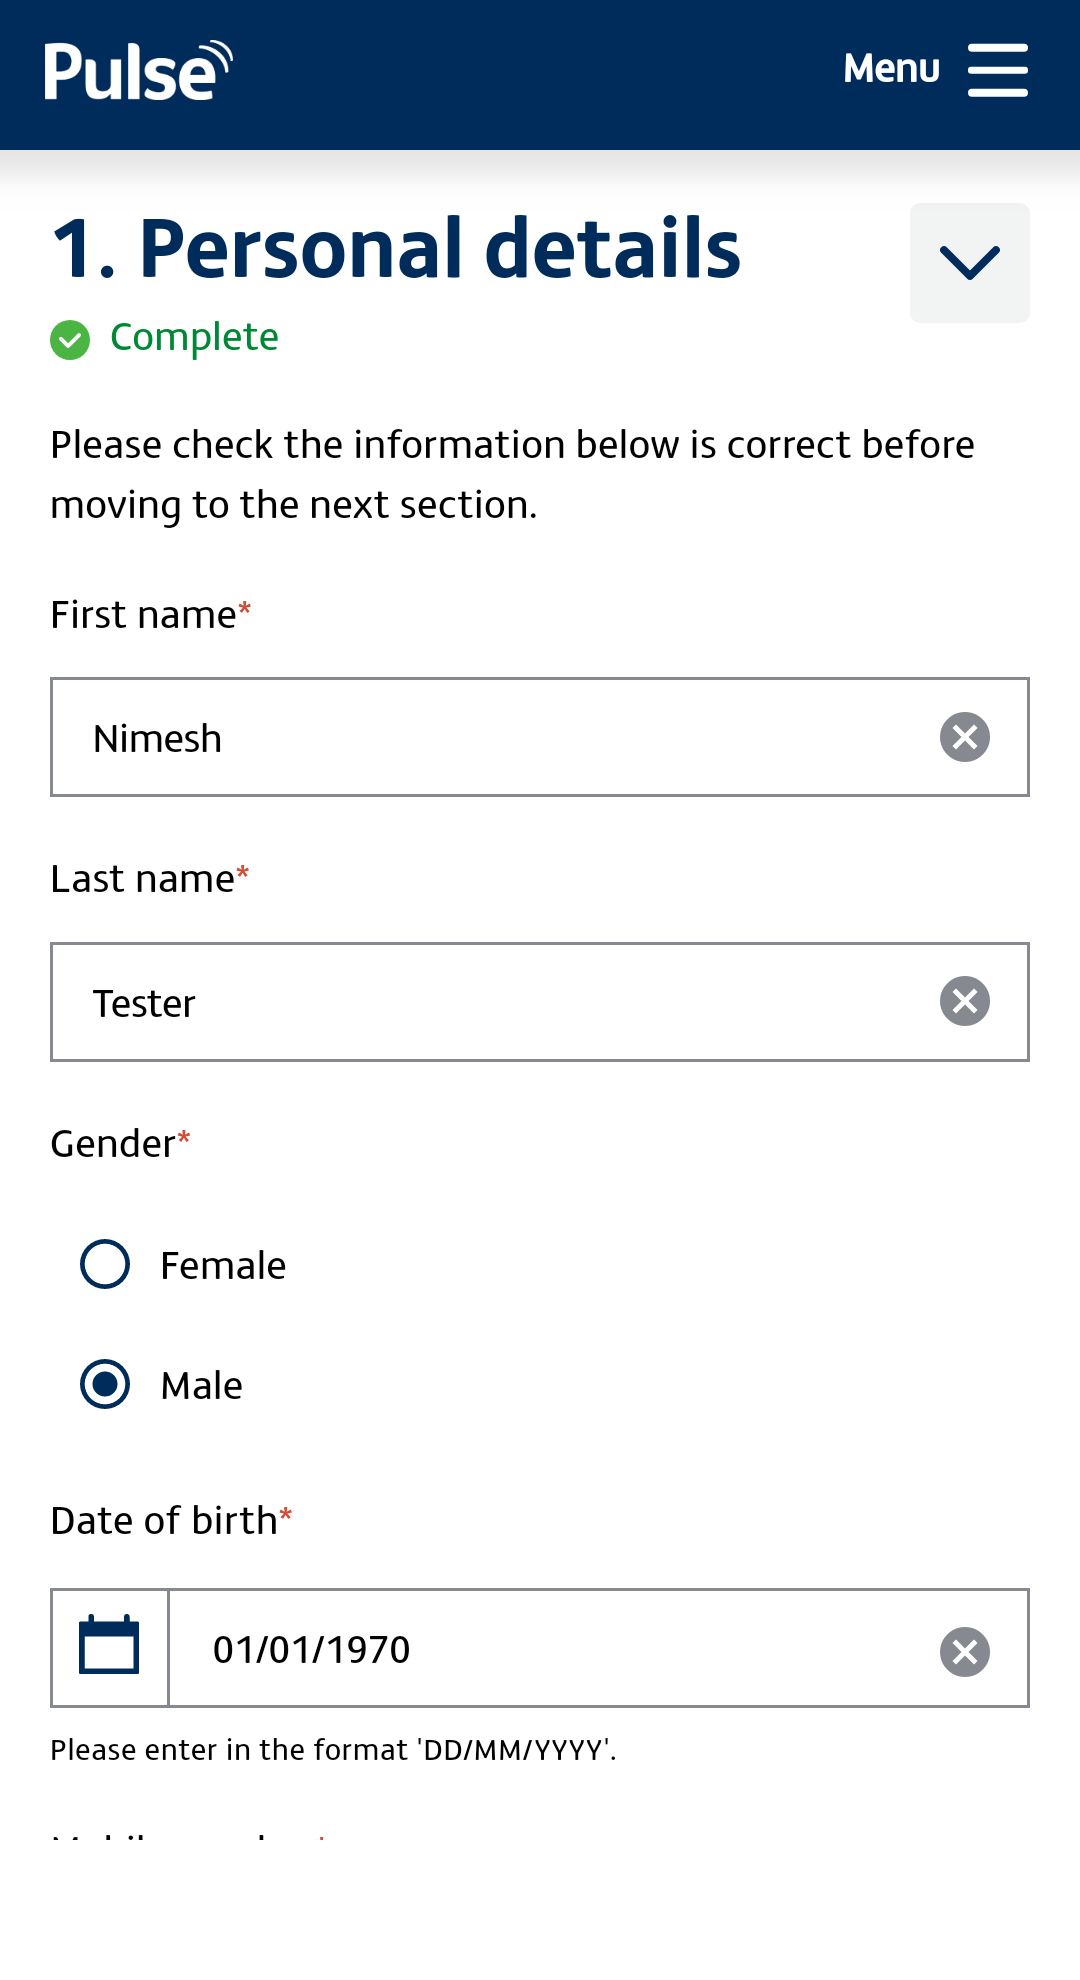 Pulse
Menu
1. Personal details
Complete
Please check the information below is correct before
moving to the next section.
First name*
Nimesh
Last name*
Tester
Gender*
Female
Male
Date of birth*
01/01/1970
Please enter in the format 'DD/MM/YYYY'.